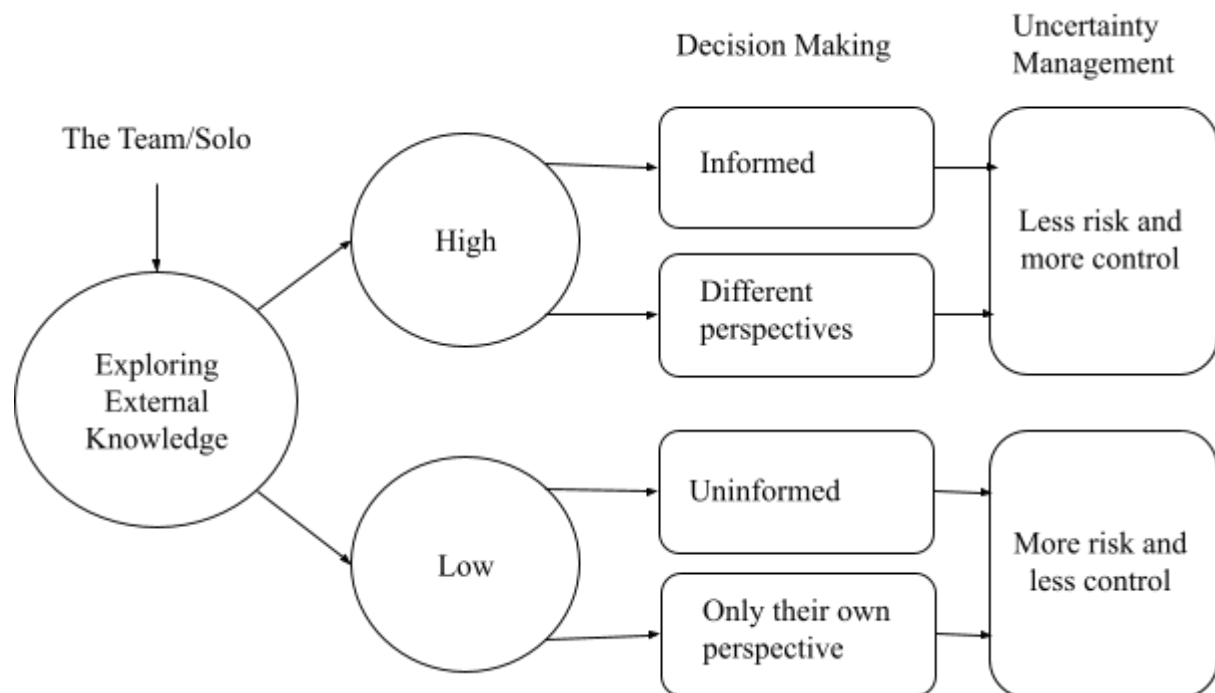 Decision Making
Uncertainty
Management
The Team/Solo
Exploring
External
Knowledge
High
Informed
Different
perspectives
Less risk and
more control
Low
Uninformed
Only their own
perspective
More risk and
less control